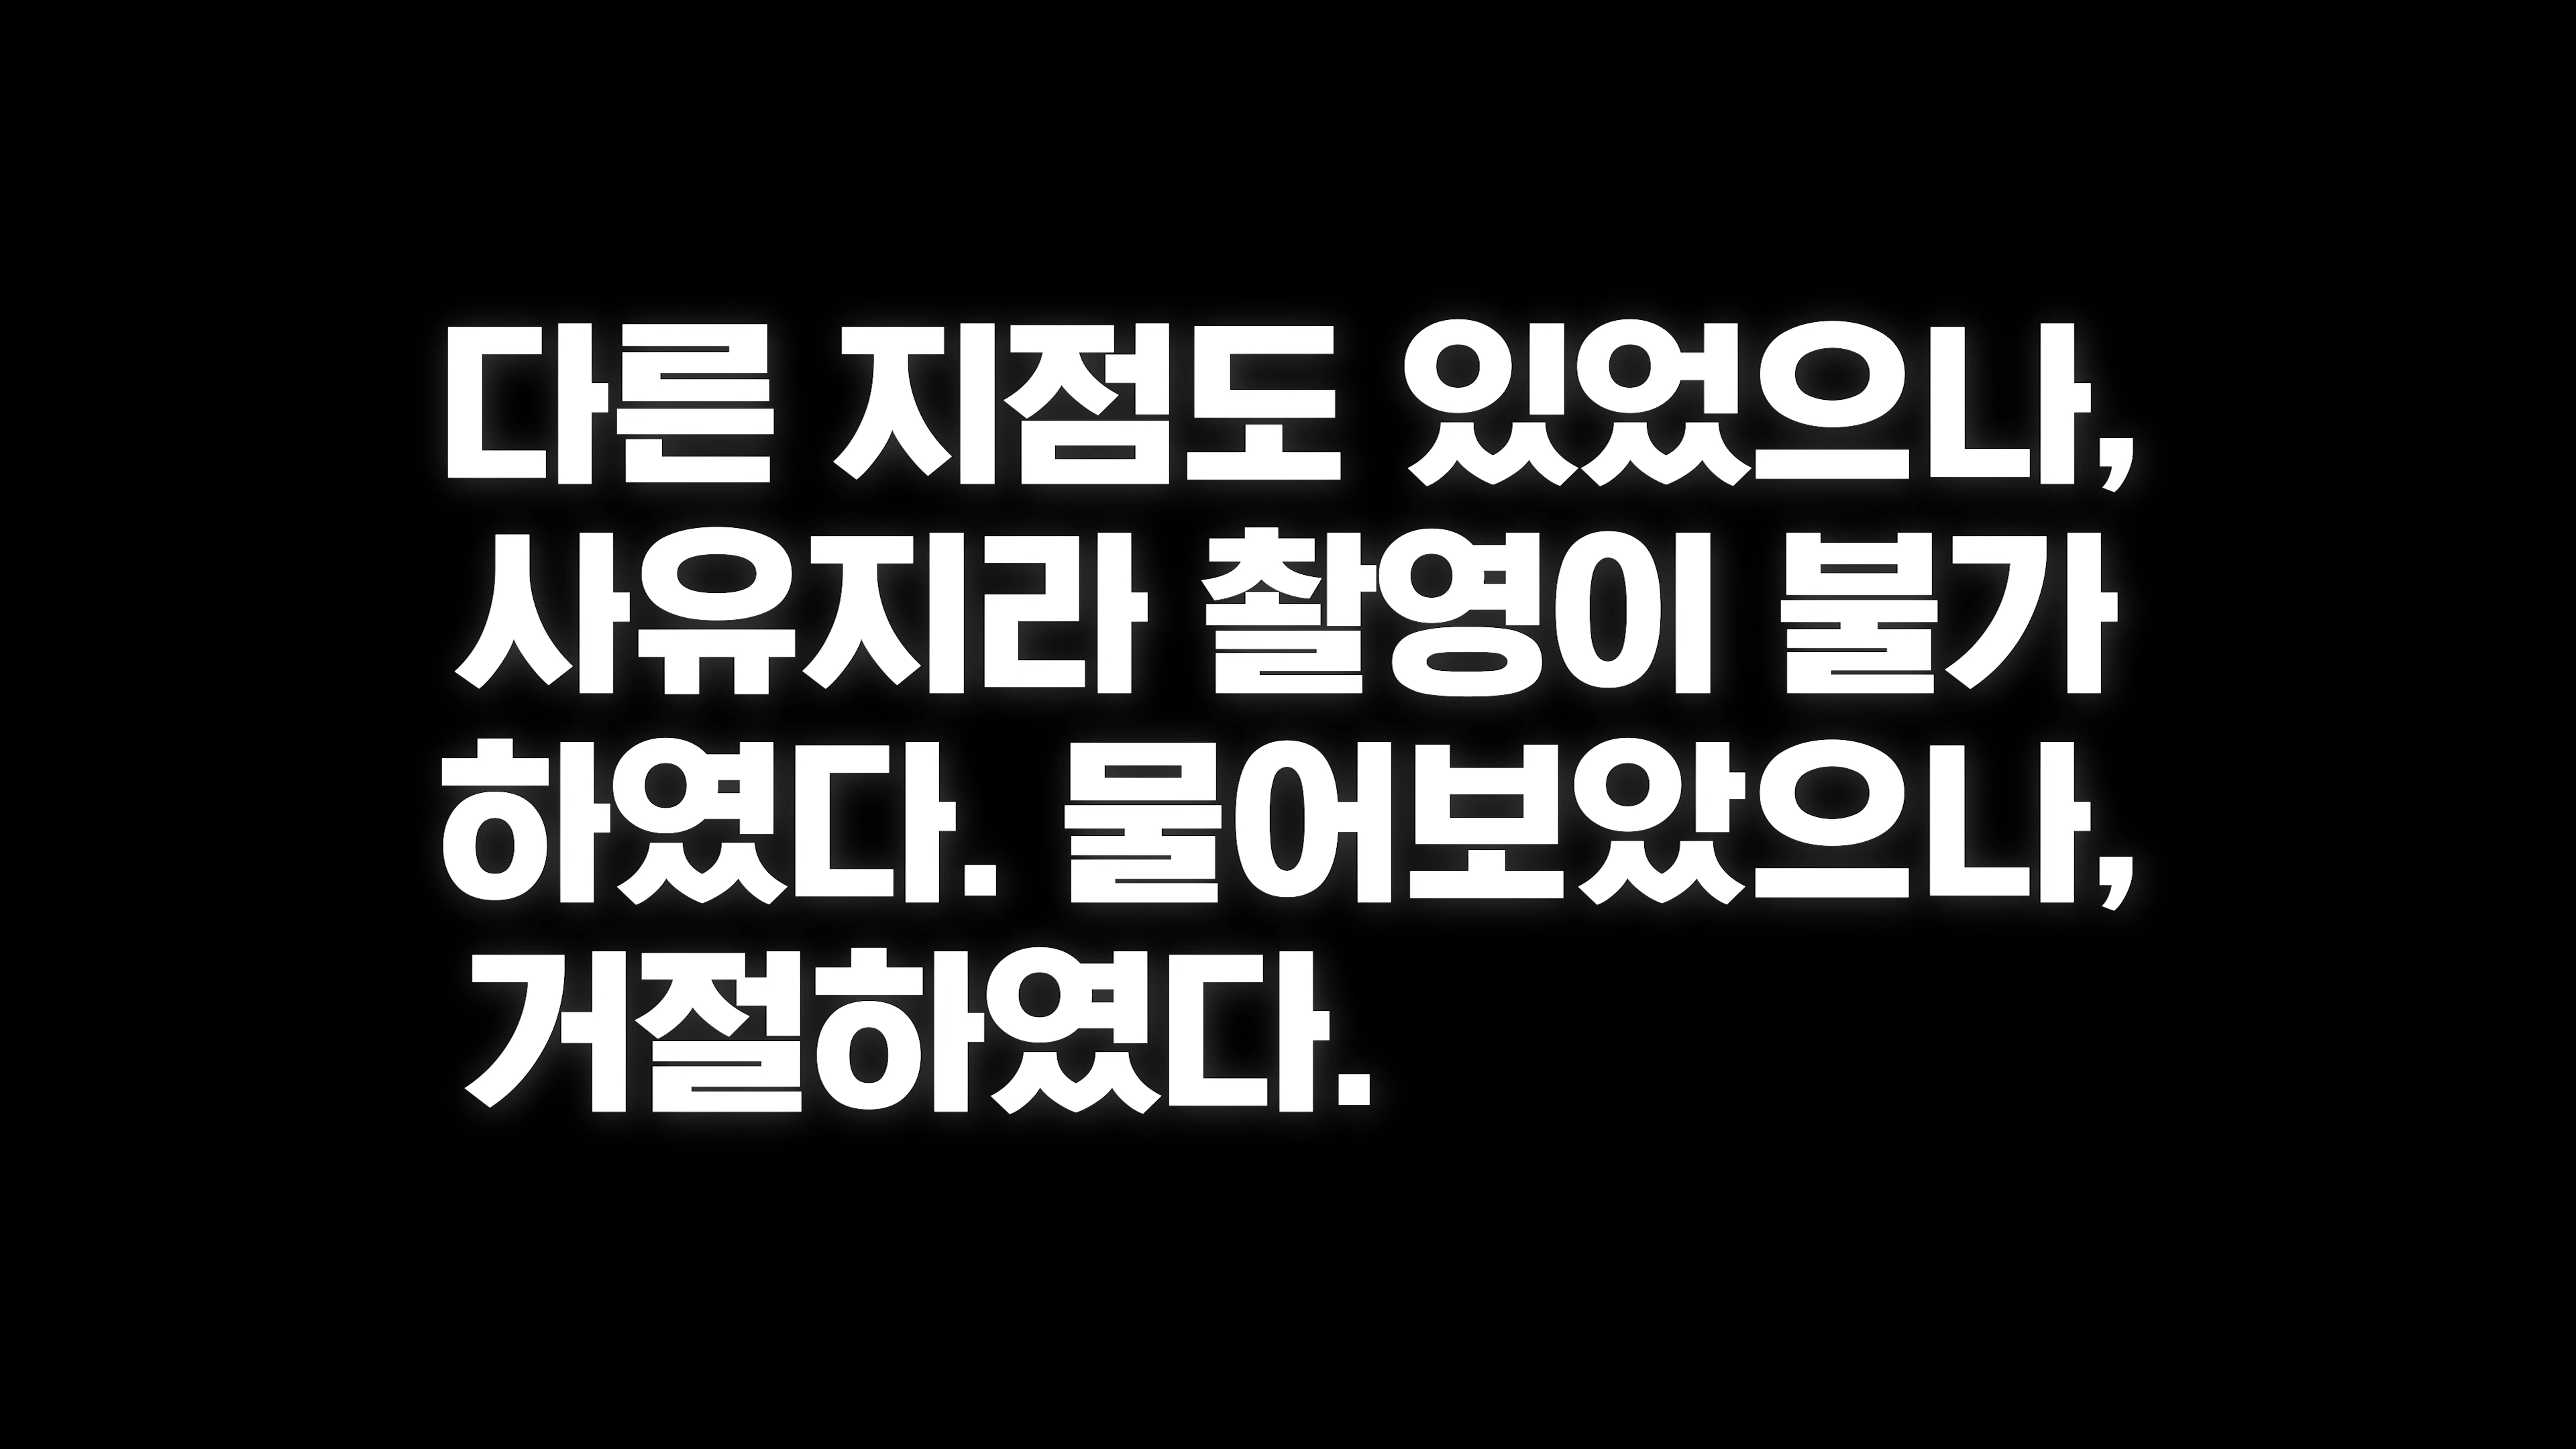 다른 지점도 있었으나,
사유지라 촬영이 불가
하였다. 물어보았으나,
거절하였다.